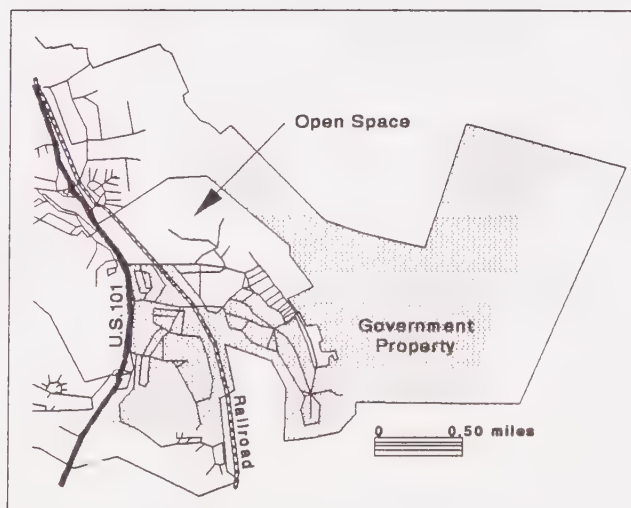 Open Space
U.S.101
Government
Property
Railroad
0 0.50 miles